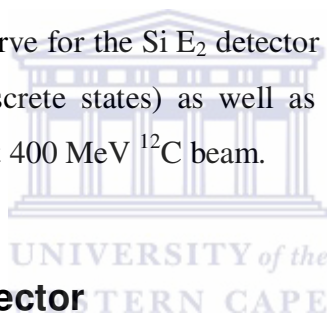 rve for the Si E₂ detector
screte states) as well as
400 MeV ¹²C beam.
UNIVERSITY of the
ector
STERN CAPE